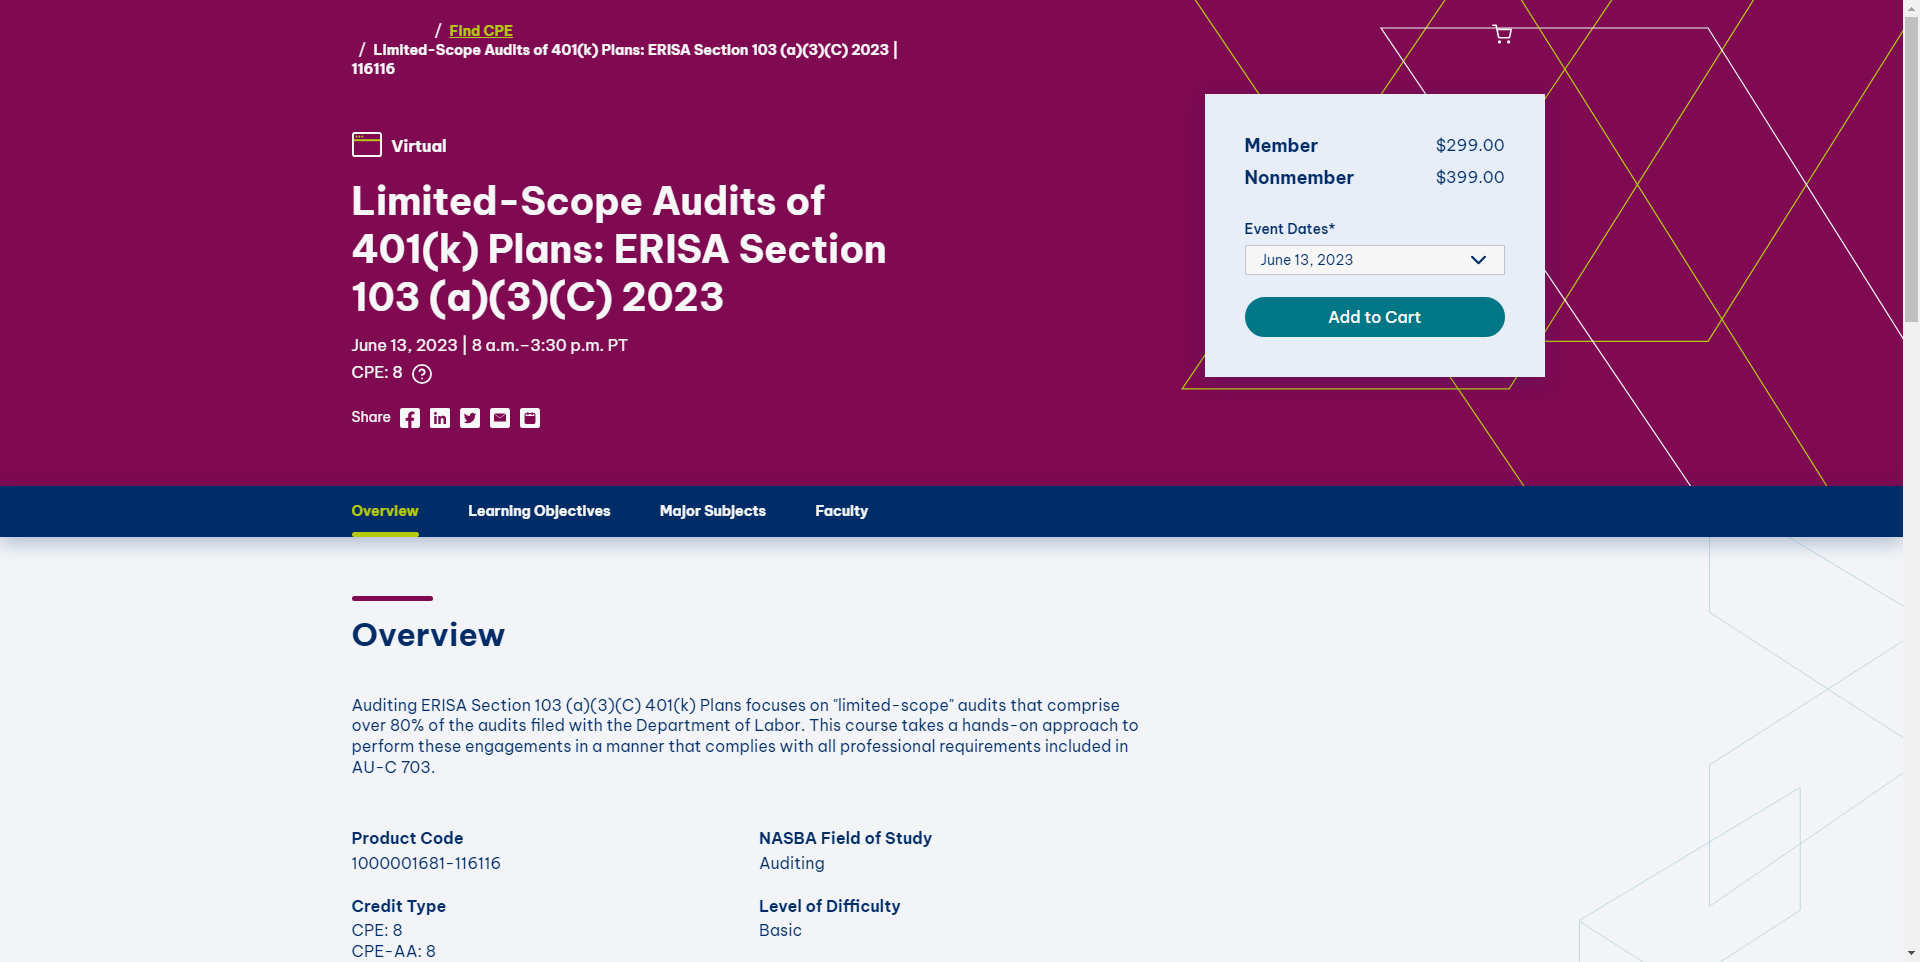 / Find CPE
/ Limited-Scope Audits of 401(k) Plans: ERISA Section 103 (a)(3)(C) 2023 |
116116
Virtual
Limited-Scope Audits of
401(k) Plans: ERISA Section
103 (a)(3)(C) 2023
June 13, 2023 | 8 a.m.–3:30 p.m. PT
CPE: 8
Share
Member $299.00
Nonmember $399.00
Event Dates*
June 13, 2023
Add to Cart
Overview Learning Objectives Major Subjects Faculty
Overview
Auditing ERISA Section 103 (a)(3)(C) 401(k) Plans focuses on "limited-scope" audits that comprise
over 80% of the audits filed with the Department of Labor. This course takes a hands-on approach to
perform these engagements in a manner that complies with all professional requirements included in
AU-C 703.
Product Code
1000001681-116116
NASBA Field of Study
Auditing
Credit Type
CPE: 8
CPE-AA: 8
Level of Difficulty
Basic